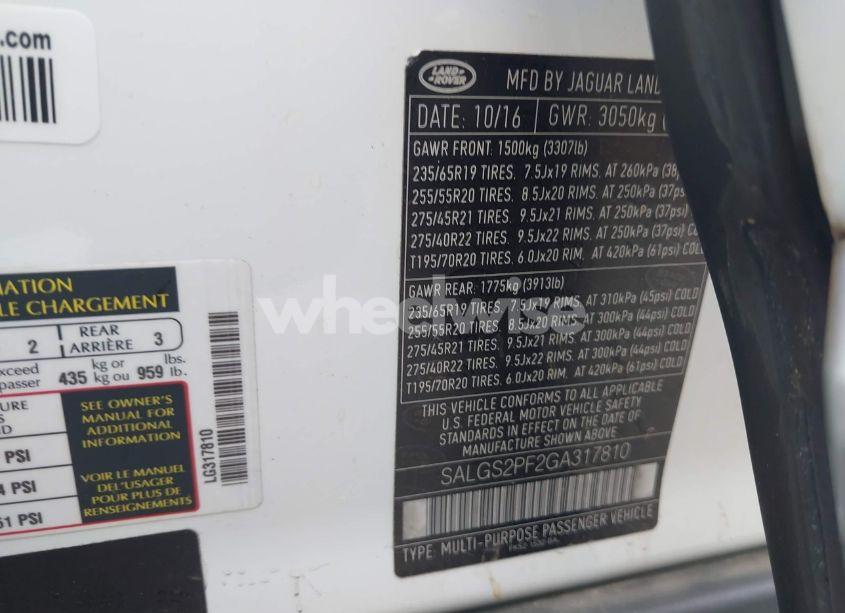 .com
MATION
LE CHARGEMENT
2 REAR ARRIÈRE 3
exceed
passer 435 kg or kg ou 959 lbs. lb.
SEE OWNER'S
MANUAL FOR
ADDITIONAL
INFORMATION
PSI
VOIR LE MANUEL
DEL'USAGER
POUR PLUS DE
RENSEIGNEMENTS
4 PSI
61 PSI
LG317810
wheelwise
LAND ROVER
MFD BY JAGUAR LAND
DATE: 10/16 GWR: 3050kg (
GAWR FRONT: 1500kg (3307lb)
235/65R19 TIRES. 7.5Jx19 RIMS. AT 260kPa (38
255/55R20 TIRES. 8.5Jx20 RIMS. AT 250kPa (37psi
275/45R21 TIRES. 9.5Jx21 RIMS. AT 250kPa (37psi)
275/40R22 TIRES. 9.5Jx22 RIMS. AT 250kPa (37psi) C
T195/70R20 TIRES. 6.0Jx20 RIM. AT 420kPa (61psi) C
GAWR REAR: 1775kg (3913lb)
235/65R19 TIRES. 7.5Jx19 RIMS. AT 310kPa (45psi) COLD
255/55R20 TIRES. 8.5Jx20 RIMS. AT 300kPa (44psi) COLD
275/45R21 TIRES. 9.5Jx21 RIMS. AT 300kPa (44psi) COLD
275/40R22 TIRES. 9.5Jx22 RIMS. AT 300kPa (44psi) COLD
T195/70R20 TIRES. 6.0Jx20 RIM. AT 420kPa (61psi) COLD
THIS VEHICLE CONFORMS TO ALL APPLICABLE
U.S. FEDERAL MOTOR VEHICLE SAFETY
STANDARDS IN EFFECT ON THE DATE OF
MANUFACTURE SHOWN ABOVE.
SALGS2PF2GA317810
TYPE: MULTI-PURPOSE PASSENGER VEHICLE